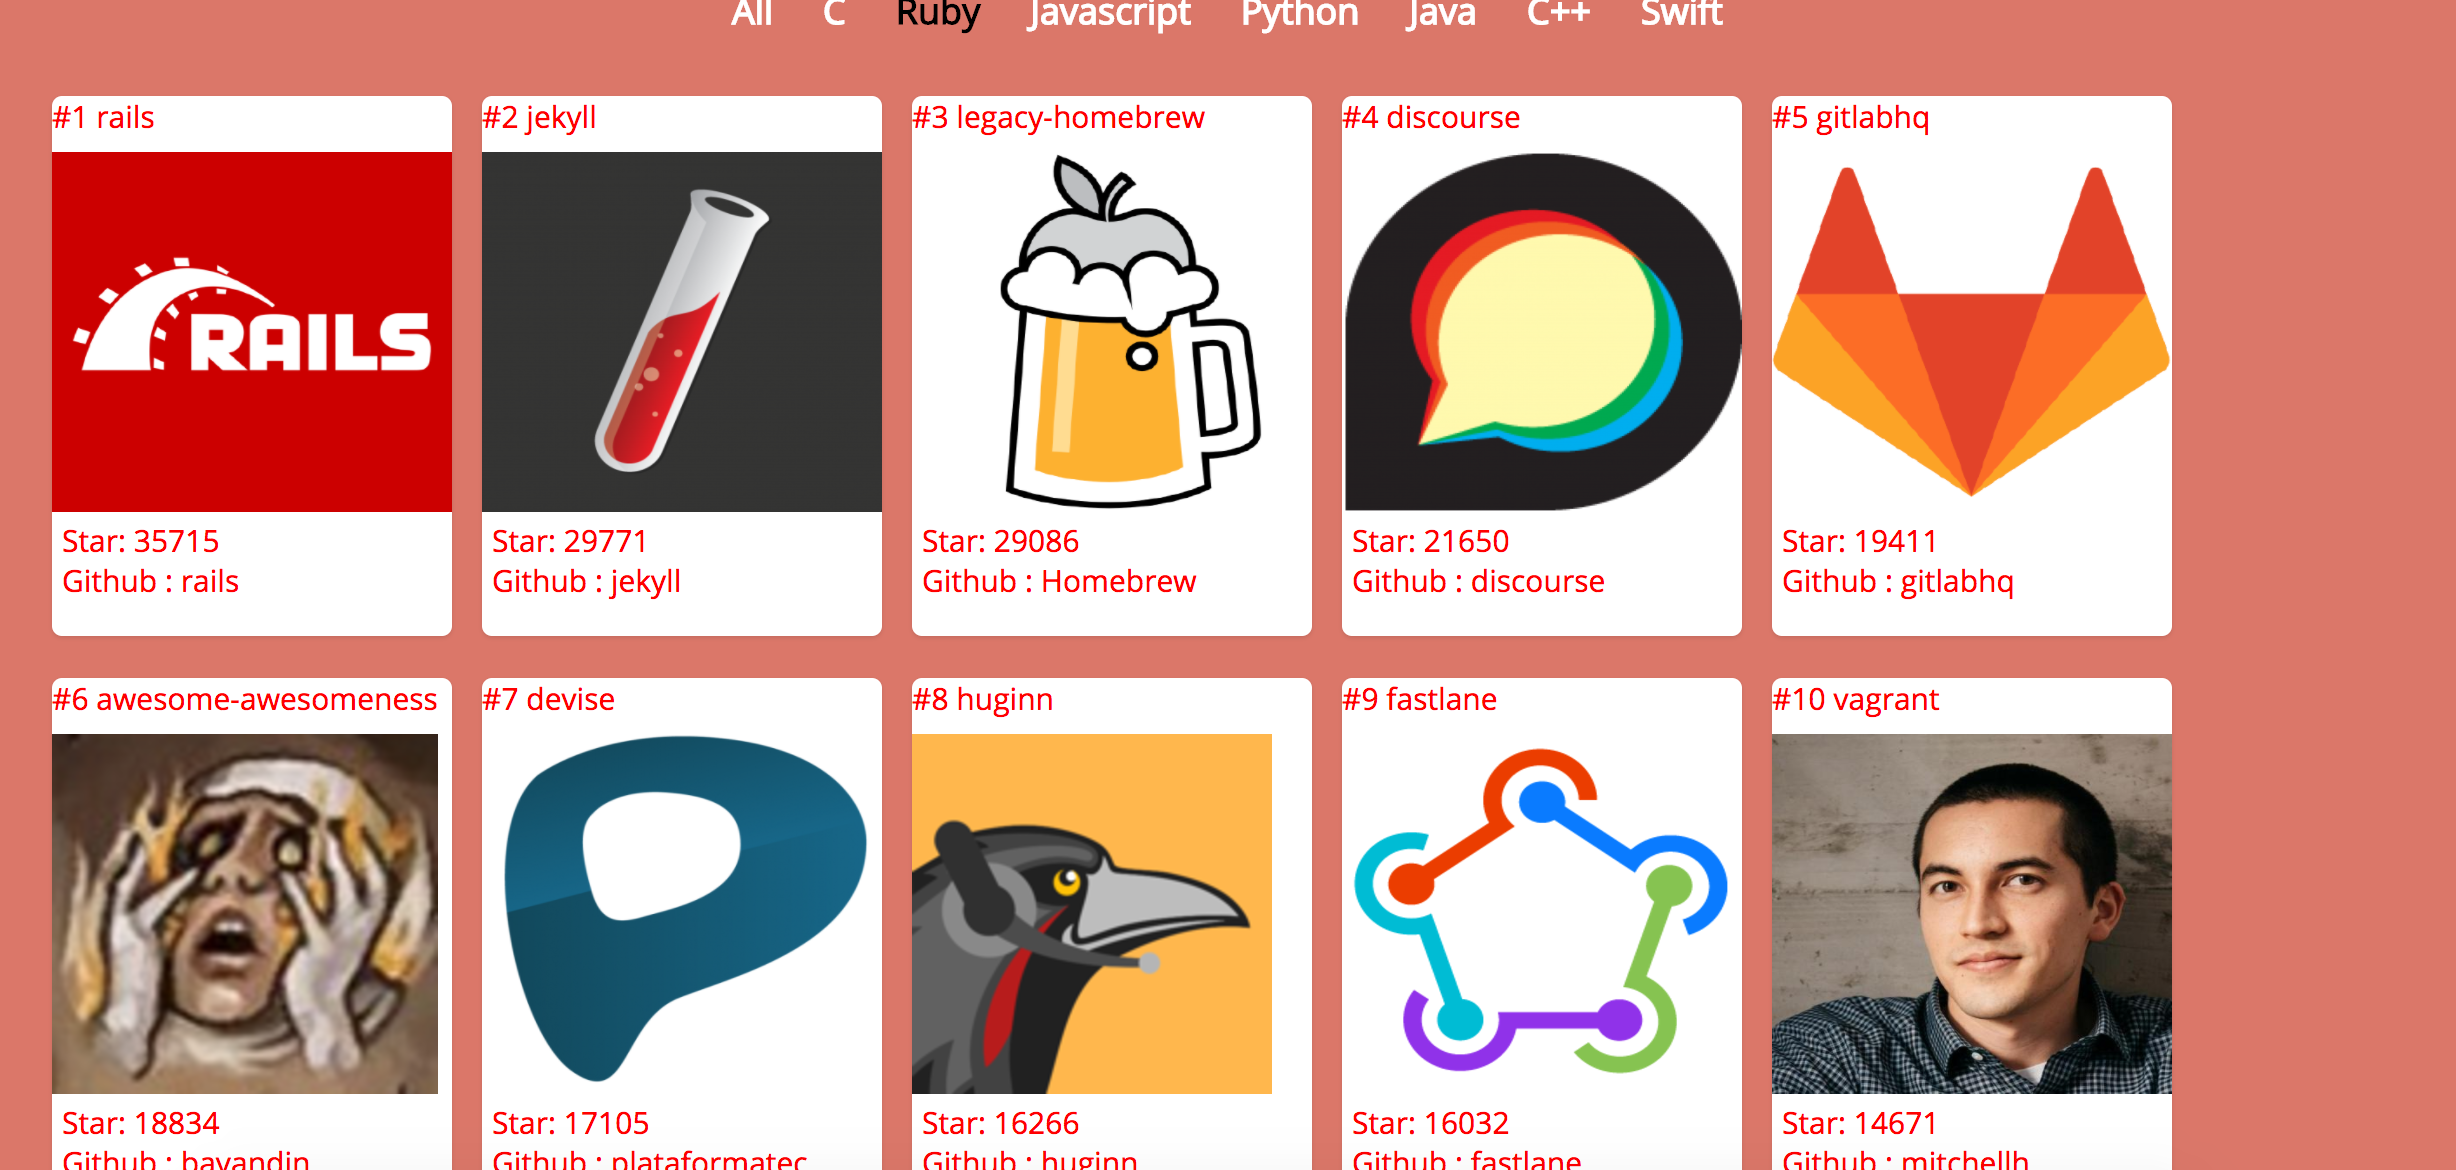 All C Ruby Javascript Python Java C++ Swift
#1 rails
RAILS
Star: 35715
Github : rails
#2 jekyll
Star: 29771
Github : jekyll
#3 legacy-homebrew
Star: 29086
Github : Homebrew
#4 discourse
Star: 21650
Github : discourse
#5 gitlabhq
Star: 19411
Github : gitlabhq
#6 awesome-awesomeness
Star: 18834
Github : bayandin
#7 devise
Star: 17105
Github : plataformatec
#8 huginn
Star: 16266
Github : huginn
#9 fastlane
Star: 16032
Github : fastlane
#10 vagrant
Star: 14671
Github : mitchellh